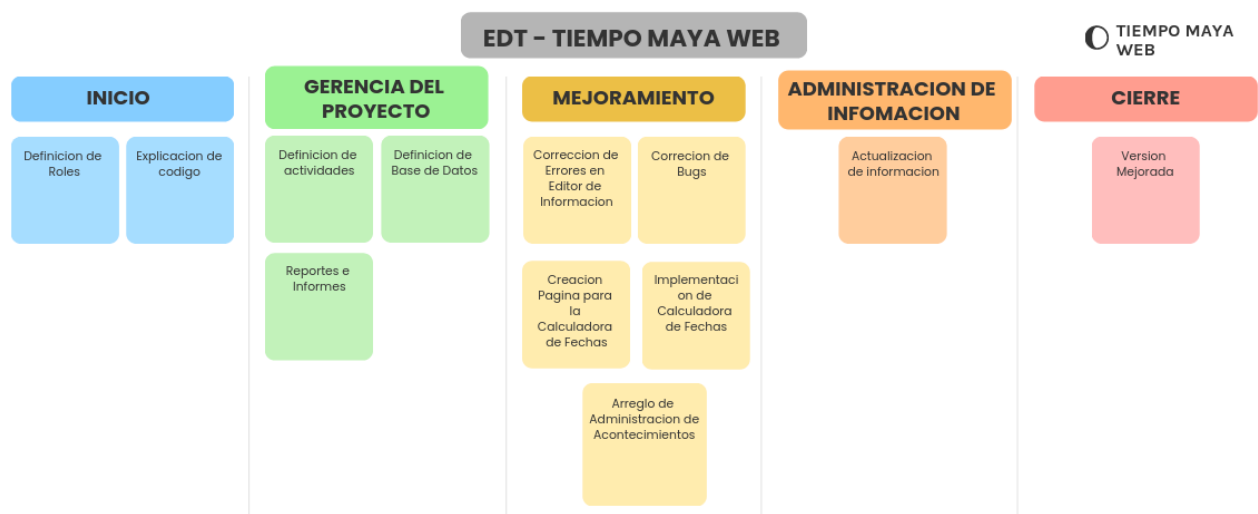 EDT - TIEMPO MAYA WEB
TIEMPO MAYA
WEB
INICIO
Definicion de
Roles
Explicacion de
codigo
GERENCIA DEL
PROYECTO
Definicion de
actividades
Definicion de
Base de Datos
Reportes e
Informes
MEJORAMIENTO
Correccion de
Errores en
Editor de
Informacion
Correcion de
Bugs
Creacion
Pagina para
la
Calculadora
de Fechas
Implementaci
on de
Calculadora
de Fechas
Arreglo de
Administracion de
Acontecimientos
ADMINISTRACION DE
INFOMACION
Actualizacion
de informacion
CIERRE
Version
Mejorada